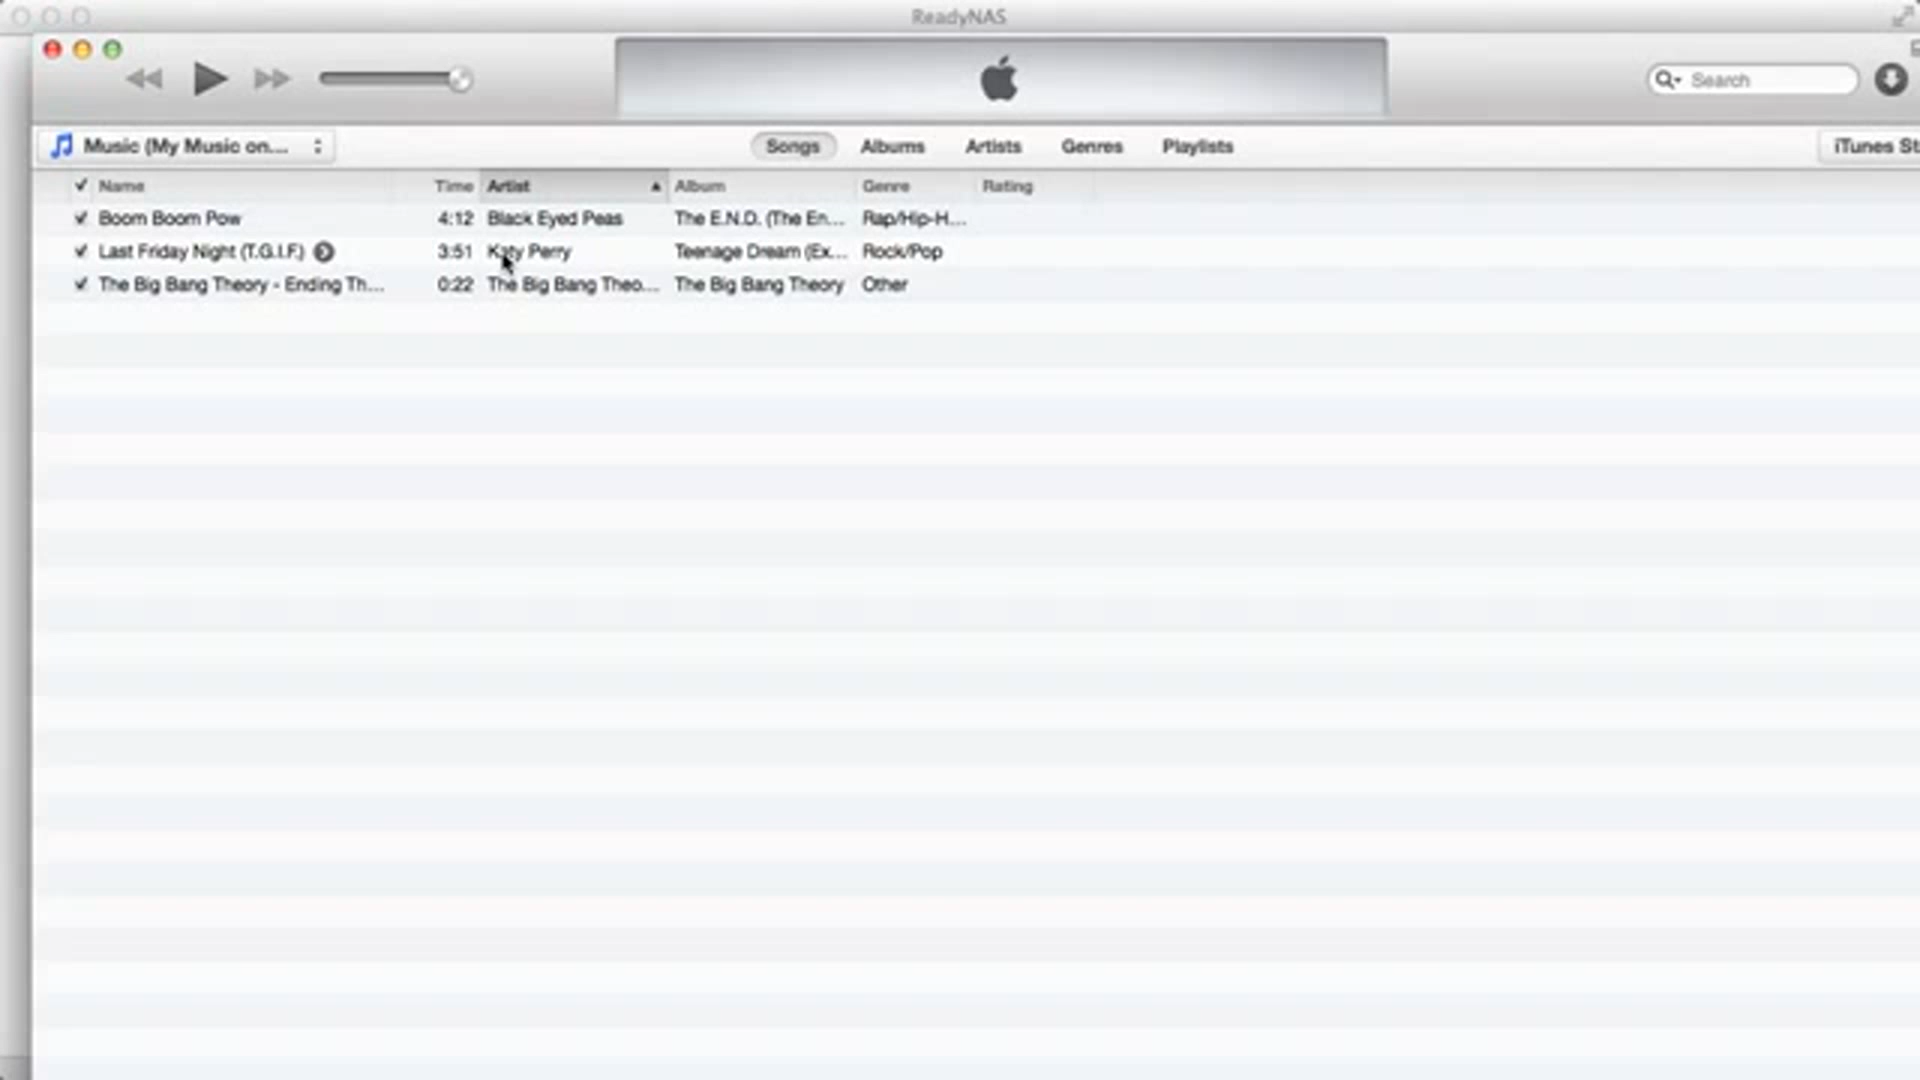 ReadyNAS
Search
Music (My Music on...
Songs Albums Artists Genres Playlists
iTunes St
✓ Name Time Artist Album Genre Rating
✓ Boom Boom Pow 4:12 Black Eyed Peas The E.N.D. (The En... Rap/Hip-H...
✓ Last Friday Night (T.G.I.F.) 3:51 Katy Perry Teenage Dream (Ex... Rock/Pop
✓ The Big Bang Theory - Ending Th... 0:22 The Big Bang Theo... The Big Bang Theory Other